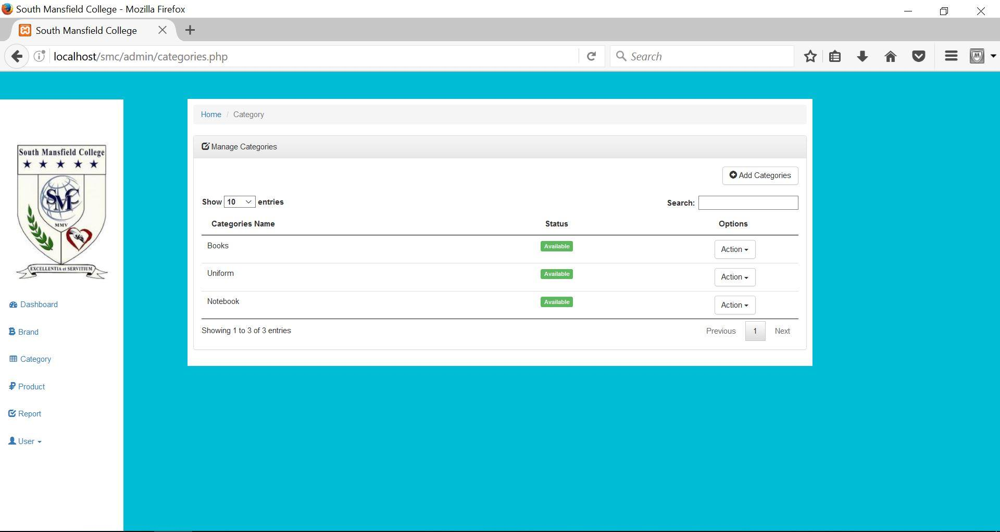 South Mansfield College - Mozilla Firefox
South Mansfield College
localhost/smc/admin/categories.php
Search
Home / Category
Manage Categories
Add Categories
Show 10 entries
Search:
Categories Name Status Options
Books Available Action
Uniform Available Action
Notebook Available Action
Showing 1 to 3 of 3 entries
Previous 1 Next
South Mansfield College
SMC
MMV
EXCELLENTIA et SERVITIUM
Dashboard
Brand
Category
Product
Report
User